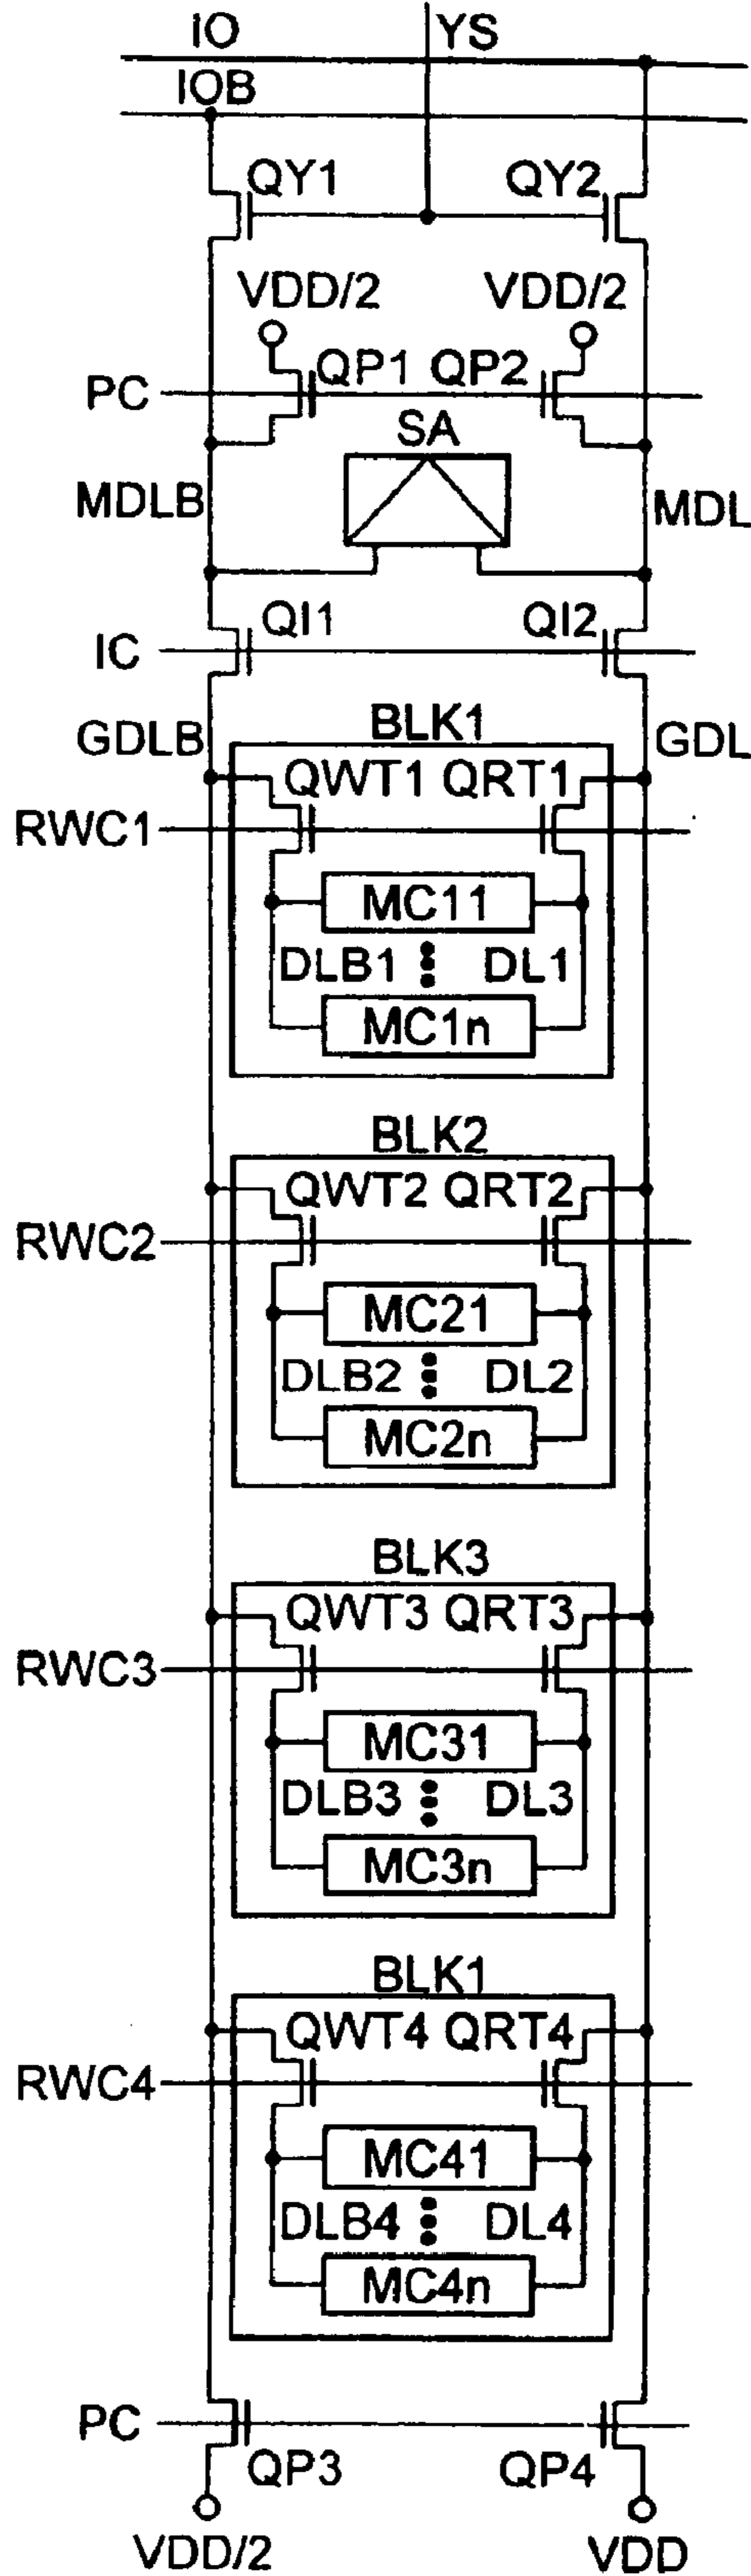 IO YS
IOB
QY1 QY2
VDD/2 VDD/2
PC QP1 QP2
SA
MDLB MDL
QI1 QI2
IC
GDLB BLK1 GDL
QWT1 QRT1
RWC1
MC11
DLB1 DL1
MC1n
BLK2
QWT2 QRT2
RWC2
MC21
DLB2 DL2
MC2n
BLK3
QWT3 QRT3
RWC3
MC31
DLB3 DL3
MC3n
BLK1
QWT4 QRT4
RWC4
MC41
DLB4 DL4
MC4n
PC
QP3 QP4
VDD/2 VDD